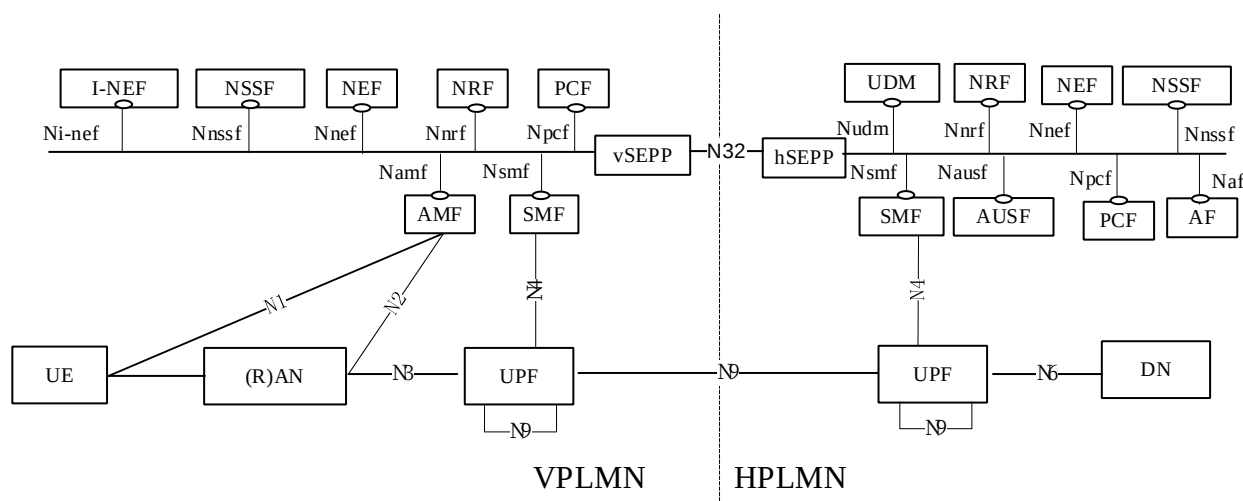 I-NEF NSSF NEF NRF PCF UDM NRF NEF NSSF
Ni-nef Nnssf Nnef Nnrf Npcf Nudm Nnrf Nnef Nnssf
vSEPP N32 hSEPP
Namf Nsmf Nsmf Nausf Npcf Naf
AMF SMF SMF AUSF PCF AF
N1 N2 N4 N4
UE (R)AN N3 UPF N9 UPF N6 DN
N9 N9
VPLMN HPLMN